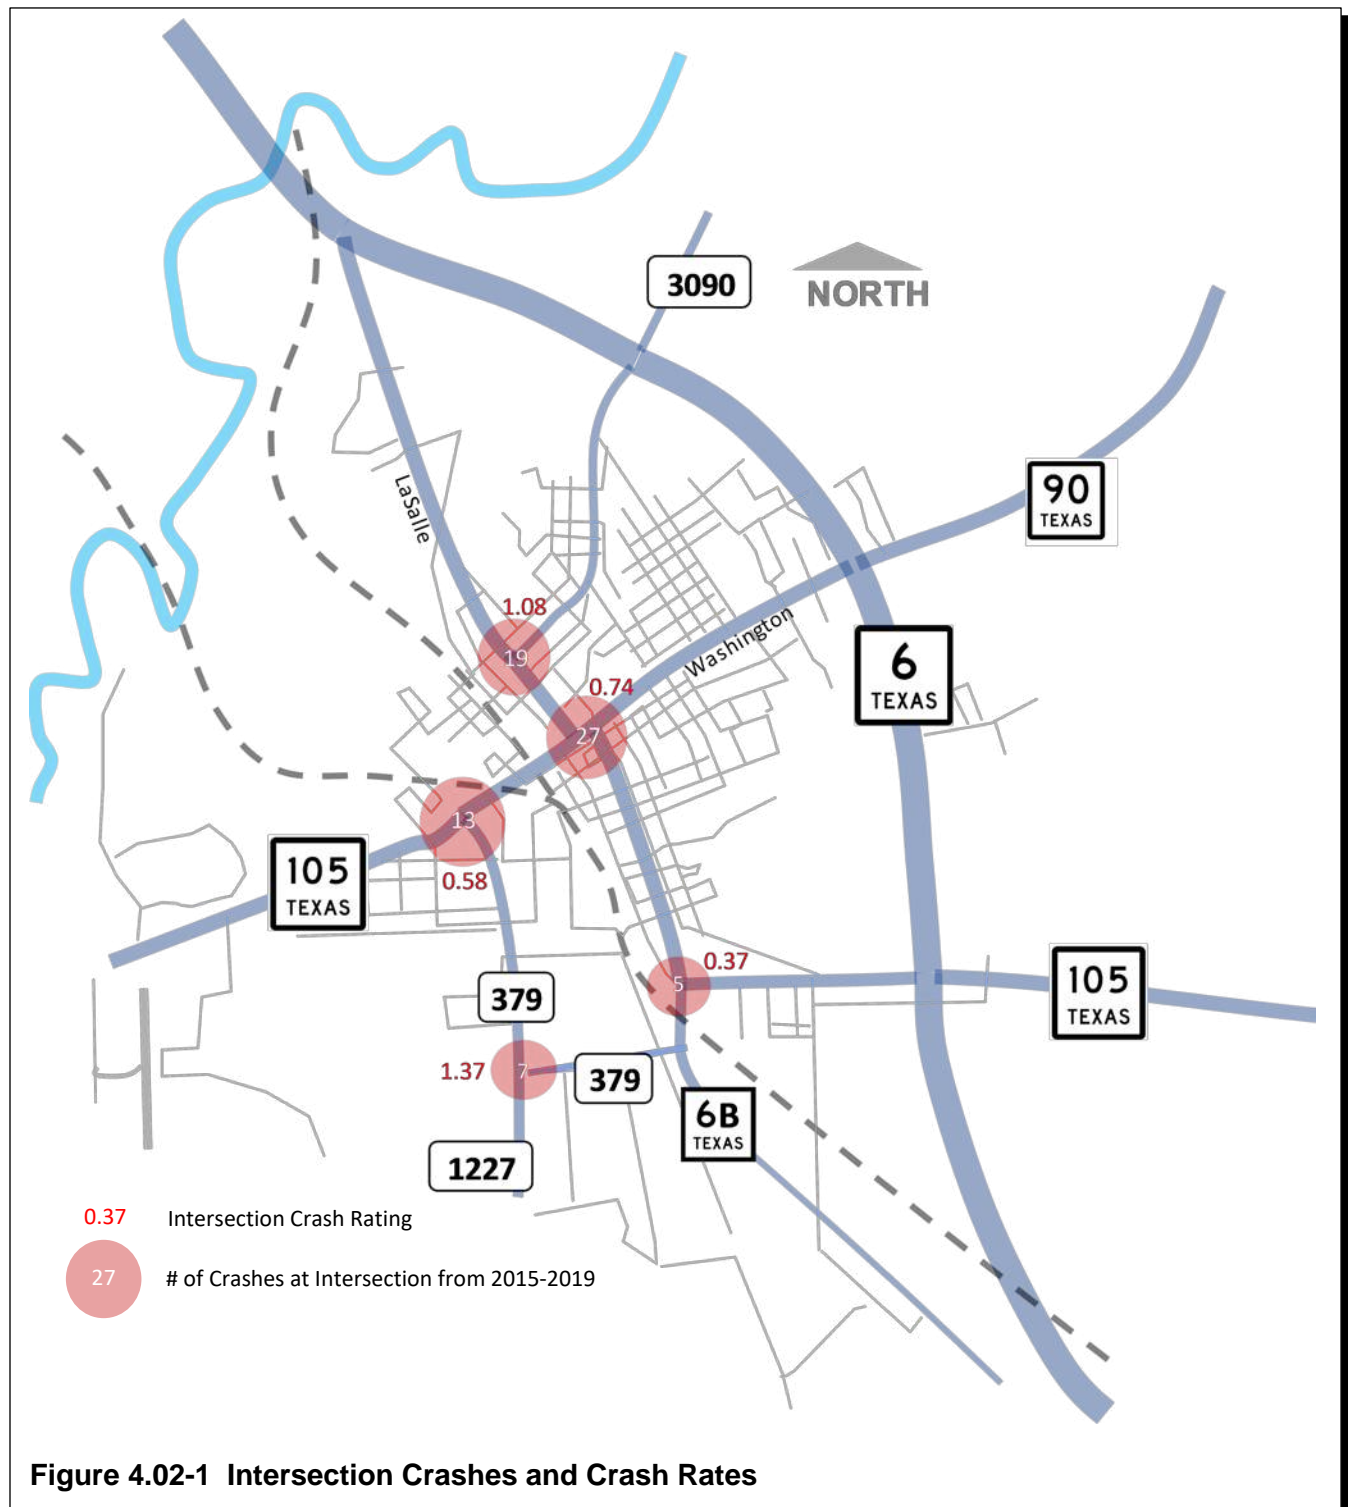 3090
NORTH
90
TEXAS
LaSalle
1.08
19
Washington
6
TEXAS
0.74
27
13
105
TEXAS
0.58
0.37
5
105
TEXAS
379
1.37
7
379
6B
TEXAS
1227
0.37 Intersection Crash Rating
27 # of Crashes at Intersection from 2015-2019
Figure 4.02-1 Intersection Crashes and Crash Rates